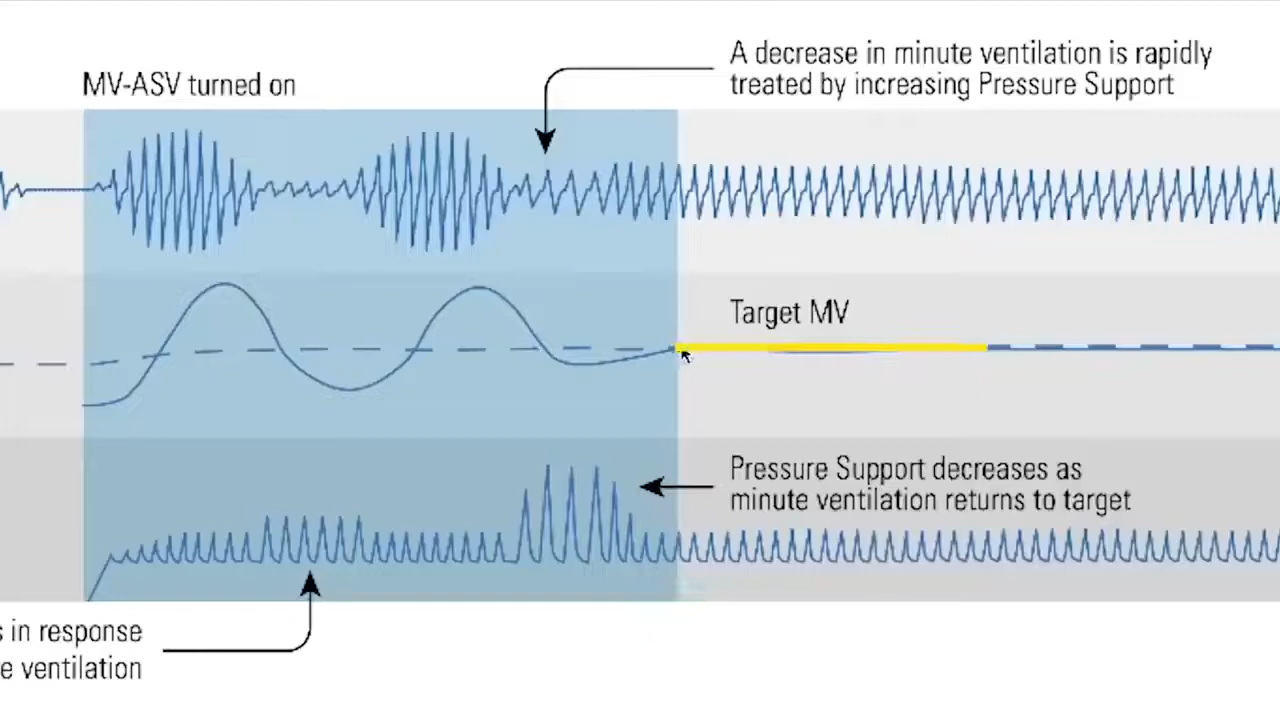 A decrease in minute ventilation is rapidly
treated by increasing Pressure Support
MV-ASV turned on
Target MV
Pressure Support decreases as
minute ventilation returns to target
in response
ventilation